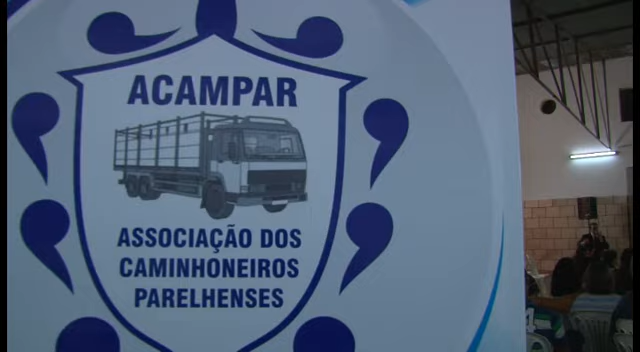 ACAMPAR
ASSOCIAÇÃO DOS
CAMINHONEIROS
PARELHENSES